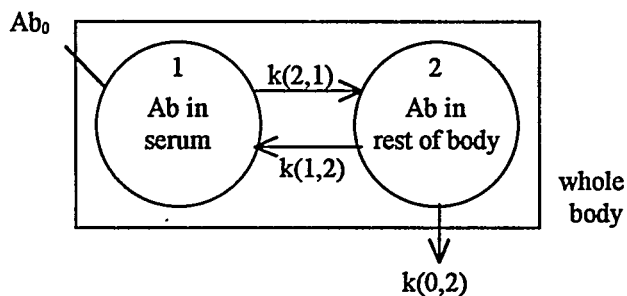 Ab₀
1
Ab in
serum
k(2,1)
k(1,2)
2
Ab in
rest of body
whole
body
k(0,2)